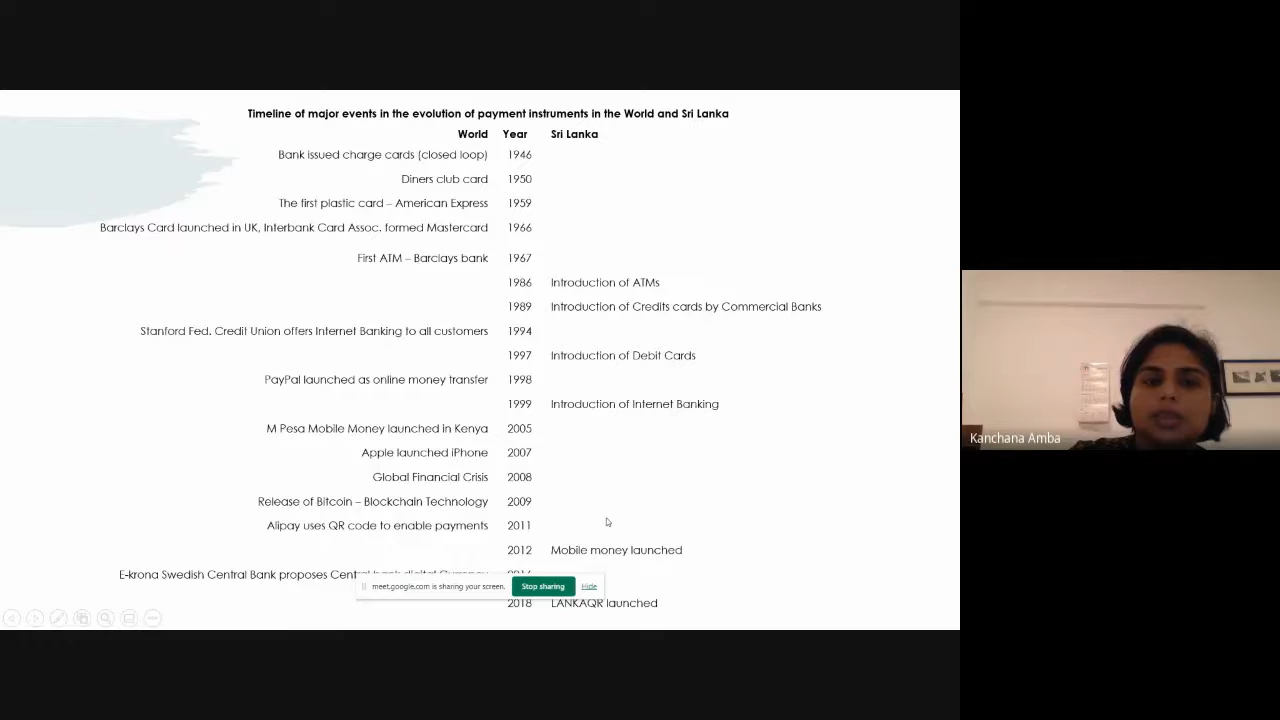 Timeline of major events in the evolution of payment instruments in the World and Sri Lanka
World Year Sri Lanka
Bank issued charge cards (closed loop) 1946
Diners club card 1950
The first plastic card – American Express 1959
Barclays Card launched in UK, Interbank Card Assoc. formed Mastercard 1966
First ATM – Barclays bank 1967
1986 Introduction of ATMs
1989 Introduction of Credits cards by Commercial Banks
Stanford Fed. Credit Union offers Internet Banking to all customers 1994
1997 Introduction of Debit Cards
PayPal launched as online money transfer 1998
1999 Introduction of Internet Banking
M Pesa Mobile Money launched in Kenya 2005
Apple launched iPhone 2007
Global Financial Crisis 2008
Release of Bitcoin – Blockchain Technology 2009
Alipay uses QR code to enable payments 2011
2012 Mobile money launched
E-krona Swedish Central Bank proposes Central bank digital Currency
meet.google.com is sharing your screen. Stop sharing Hide
2018 LANKAQR launched
Kanchana Amba